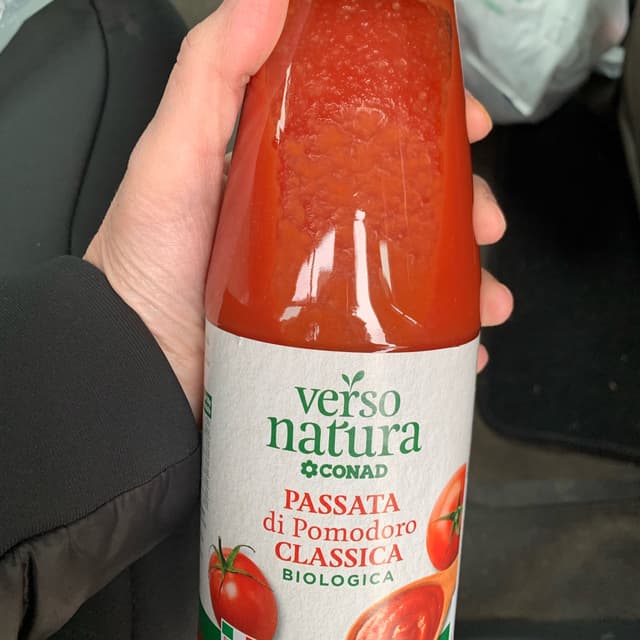 verso
natura
CONAD
PASSATA
di Pomodoro
CLASSICA
BIOLOGICA